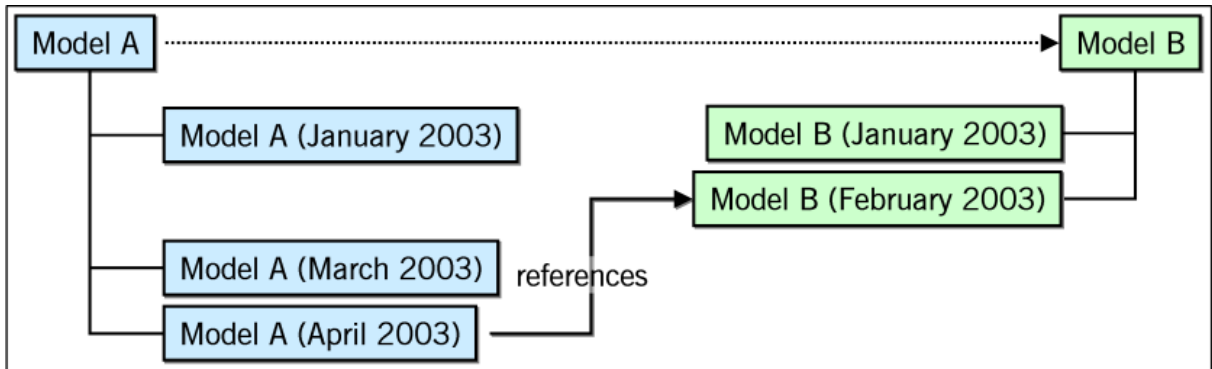 Model A
Model B
Model A (January 2003)
Model B (January 2003)
Model B (February 2003)
Model A (March 2003)
references
Model A (April 2003)